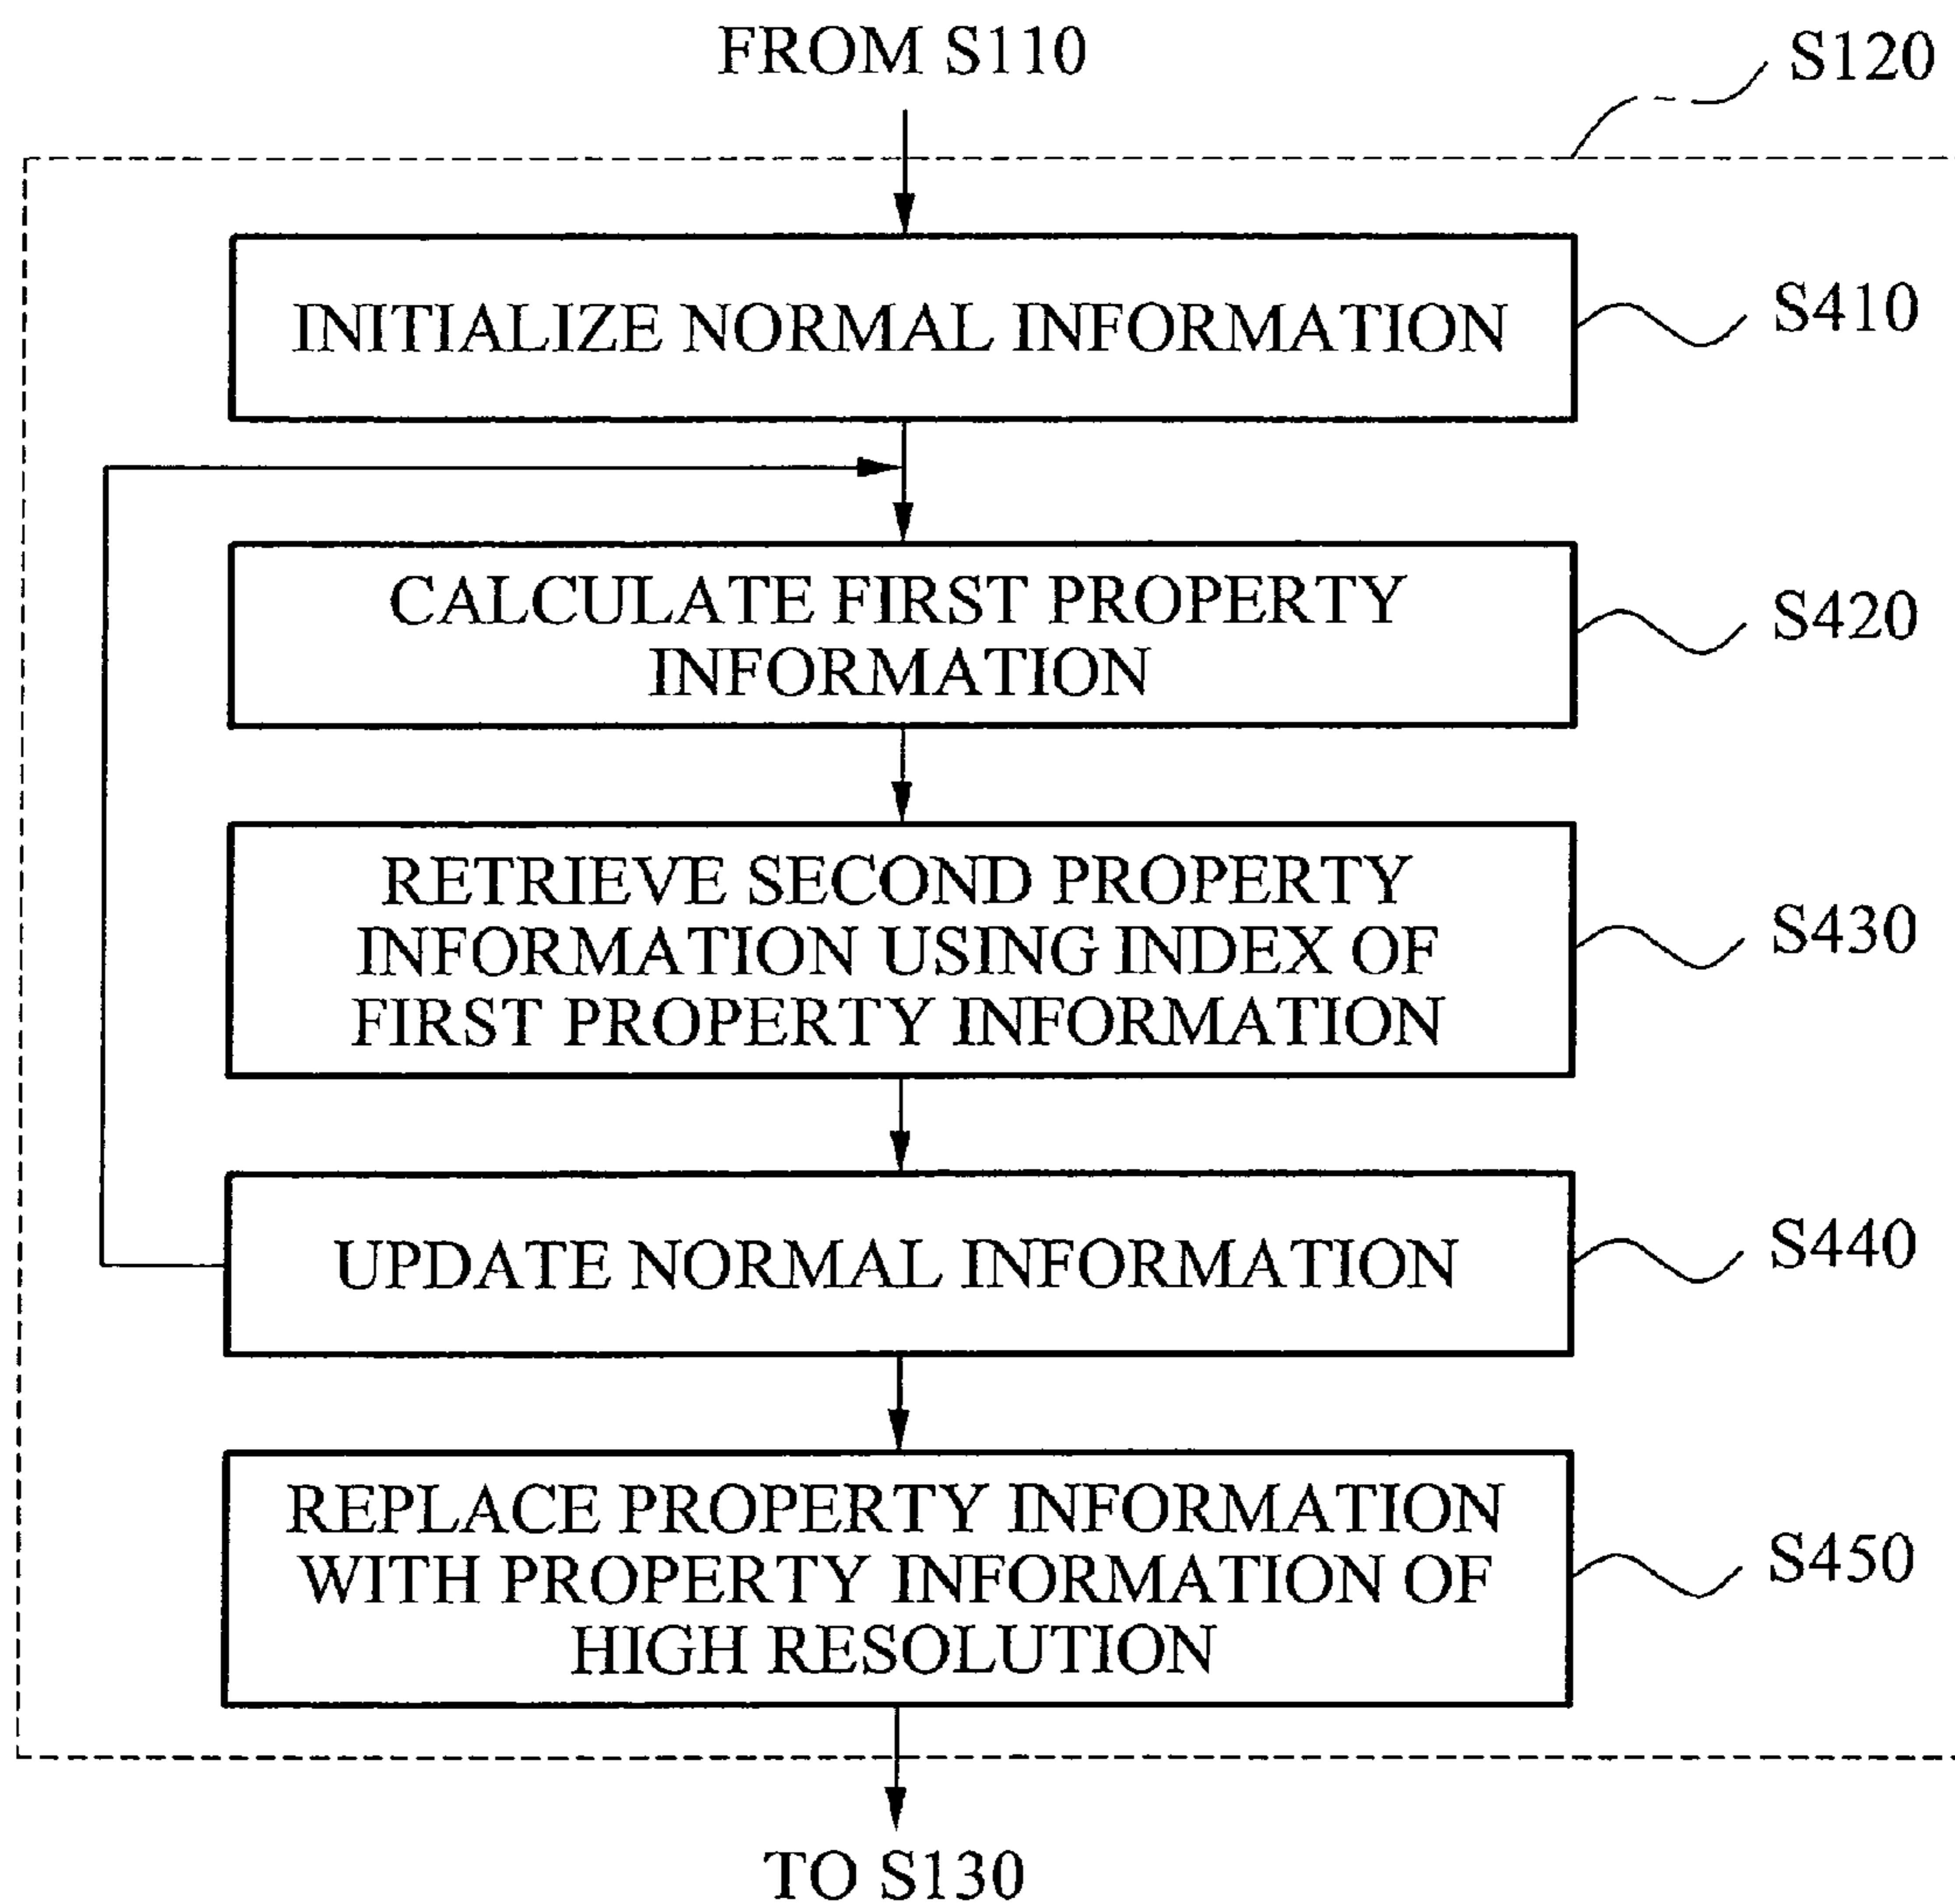 FROM S110
S120
INITIALIZE NORMAL INFORMATION
S410
CALCULATE FIRST PROPERTY
INFORMATION
S420
RETRIEVE SECOND PROPERTY
INFORMATION USING INDEX OF
FIRST PROPERTY INFORMATION
S430
UPDATE NORMAL INFORMATION
S440
REPLACE PROPERTY INFORMATION
WITH PROPERTY INFORMATION OF
HIGH RESOLUTION
S450
TO S130